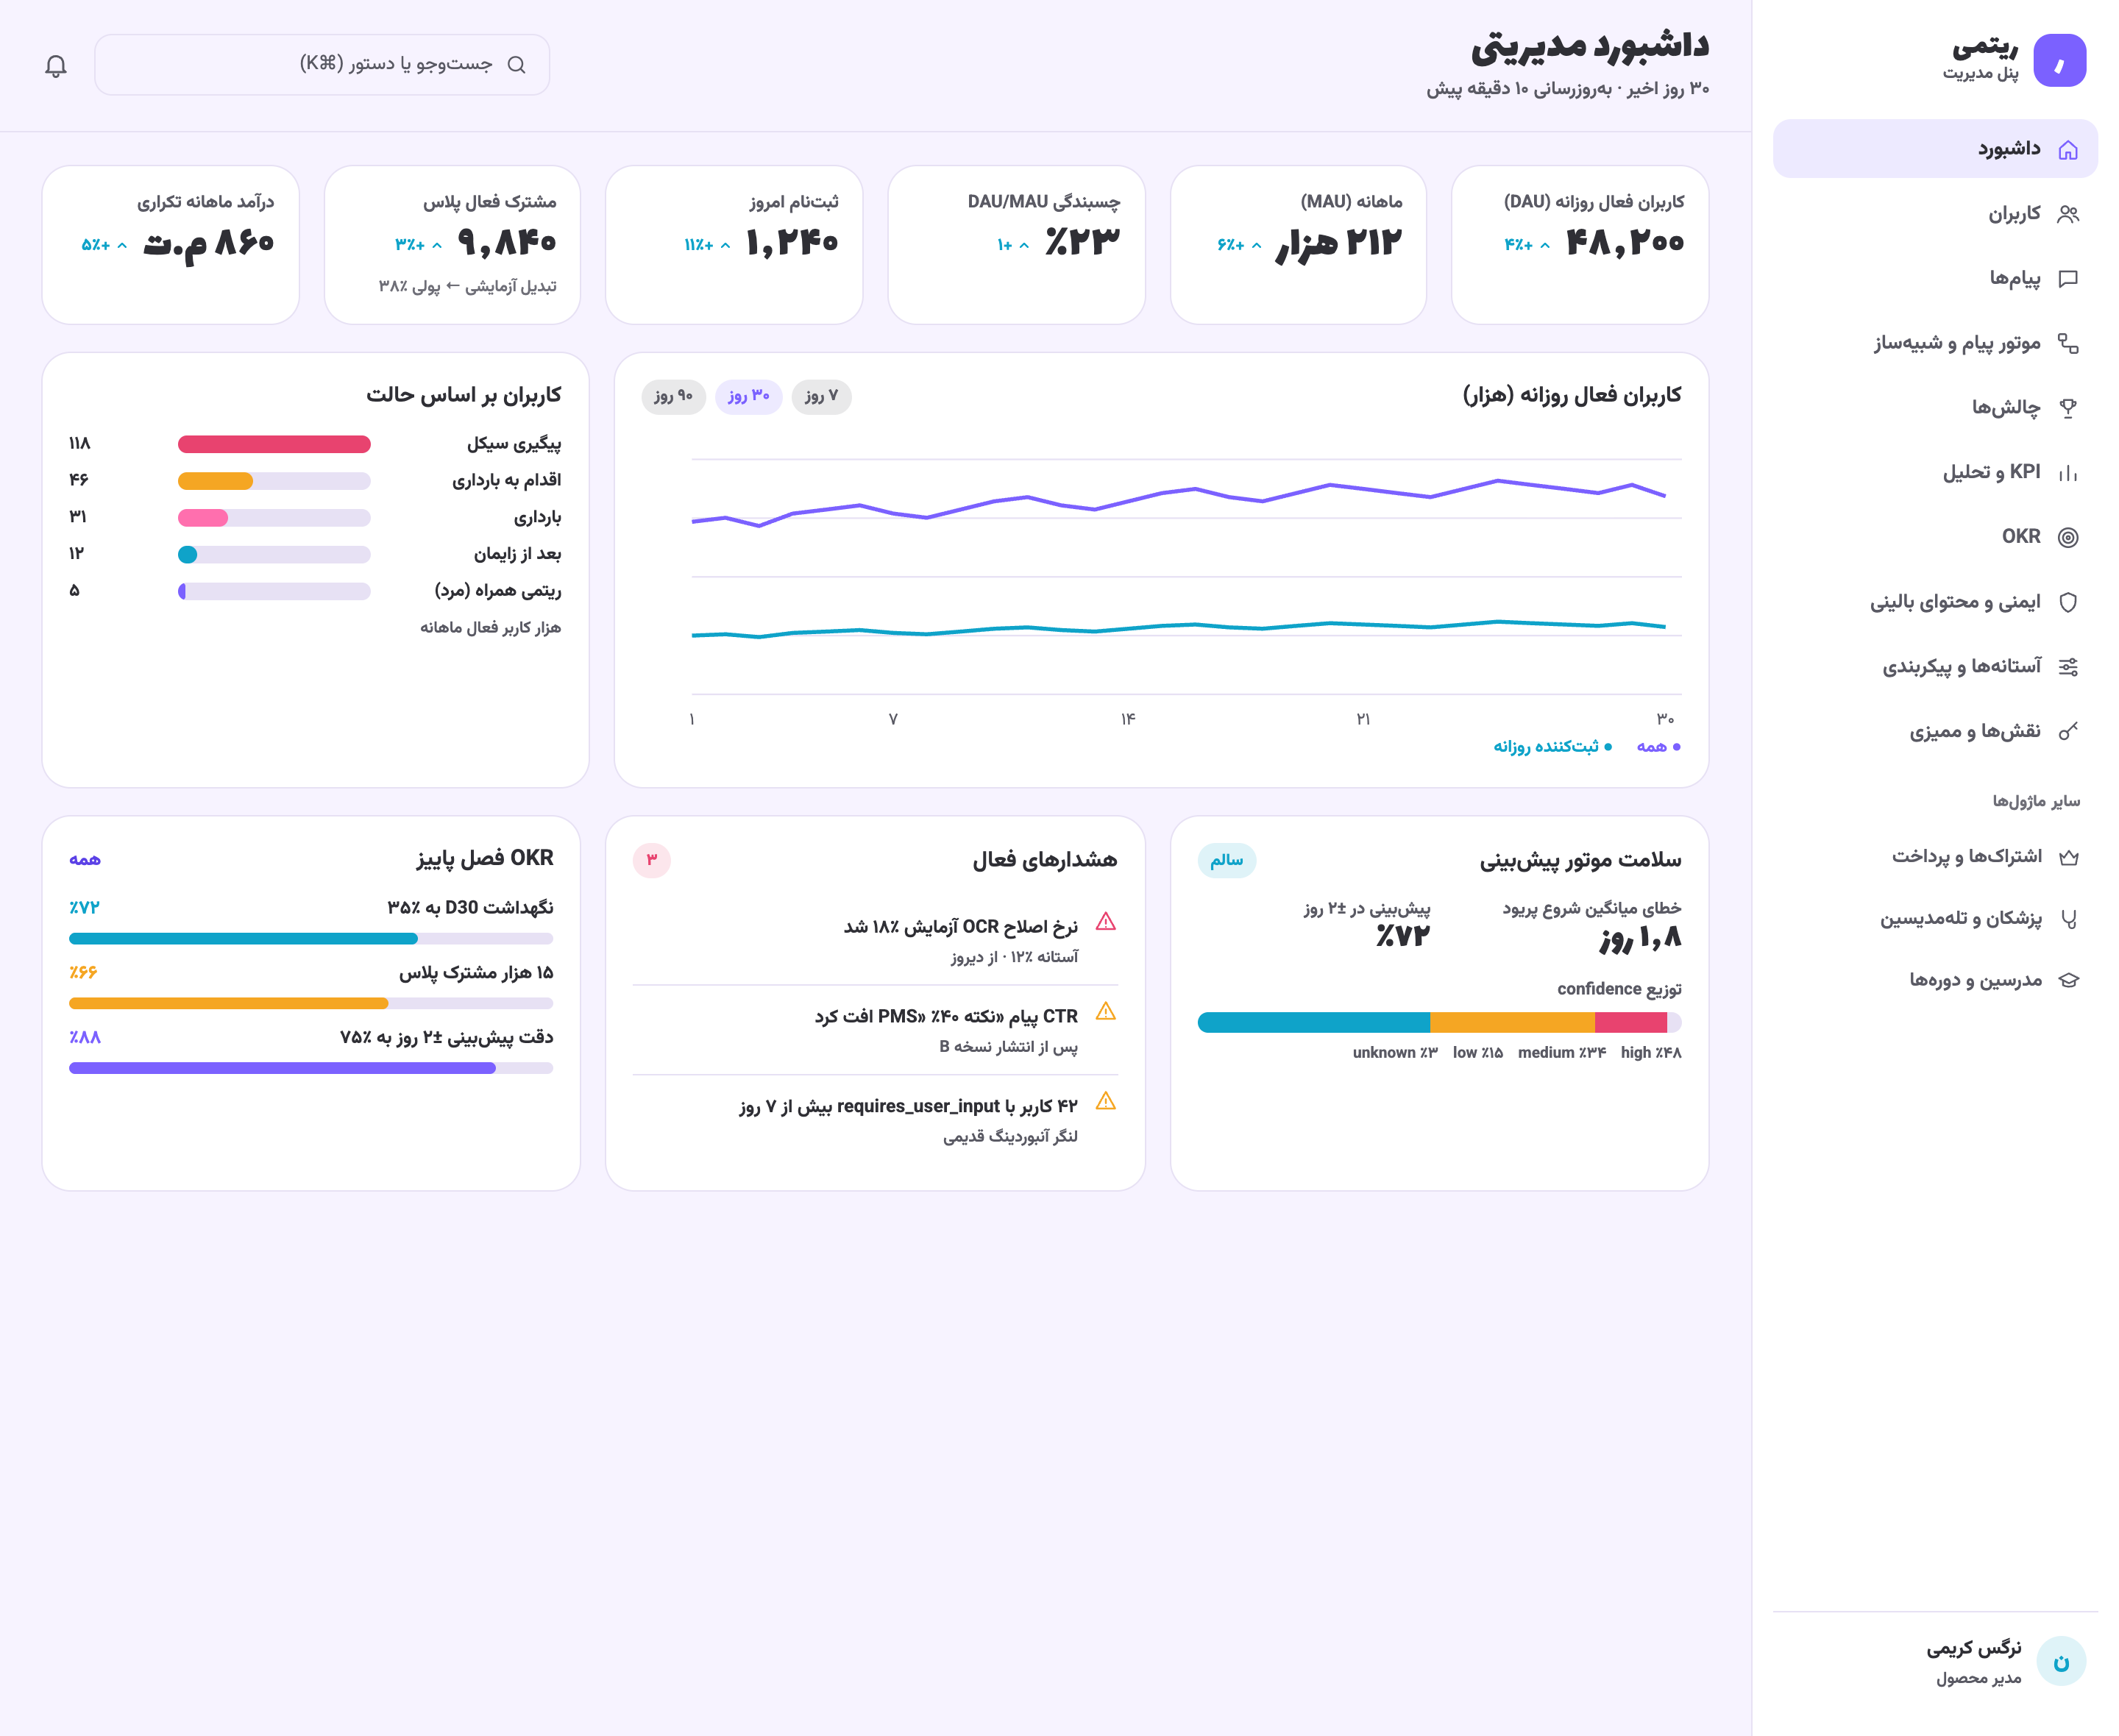 ر
ریتمی
پنل مدیریت
داشبورد
کاربران
پیام‌ها
موتور پیام و شبیه‌ساز
چالش‌ها
KPI و تحلیل
OKR
ایمنی و محتوای بالینی
آستانه‌ها و پیکربندی
نقش‌ها و ممیزی
سایر ماژول‌ها
اشتراک‌ها و پرداخت
پزشکان و تله‌مدیسین
مدرسین و دوره‌ها
ن
نرگس کریمی
مدیر محصول
داشبورد مدیریتی
۳۰ روز اخیر · به‌روزرسانی ۱۰ دقیقه پیش
جست‌وجو یا دستور (⌘K)
کاربران فعال روزانه (DAU)
۴۸,۲۰۰ +۴٪
ماهانه (MAU)
۲۱۲ هزار +۶٪
چسبندگی DAU/MAU
۲۳٪ +۱
ثبت‌نام امروز
۱,۲۴۰ +۱۱٪
مشترک فعال پلاس
۹,۸۴۰ +۳٪
تبدیل آزمایشی ← پولی ۳۸٪
درآمد ماهانه تکراری
۸۶۰ م.ت +۵٪
کاربران فعال روزانه (هزار)
۷ روز ۳۰ روز ۹۰ روز
۱ ۷ ۱۴ ۲۱ ۳۰
همه ثبت‌کننده روزانه
کاربران بر اساس حالت
پیگیری سیکل ۱۱۸
اقدام به بارداری ۴۶
بارداری ۳۱
بعد از زایمان ۱۲
ریتمی همراه (مرد) ۵
هزار کاربر فعال ماهانه
سلامت موتور پیش‌بینی
سالم
خطای میانگین شروع پریود
۱,۸ روز
پیش‌بینی در ±۲ روز
۷۲٪
توزیع confidence
high ۴۸٪ medium ۳۴٪ low ۱۵٪ unknown ۳٪
هشدارهای فعال
۳
نرخ اصلاح OCR آزمایش ۱۸٪ شد
آستانه ۱۲٪ · از دیروز
CTR پیام «نکته PMS» ۴۰٪ افت کرد
پس از انتشار نسخه B
۴۲ کاربر با requires_user_input بیش از ۷ روز
لنگر آنبوردینگ قدیمی
OKR فصل پاییز
همه
نگهداشت D30 به ۳۵٪ ۷۲٪
۱۵ هزار مشترک پلاس ۶۶٪
دقت پیش‌بینی ±۲ روز به ۷۵٪ ۸۸٪